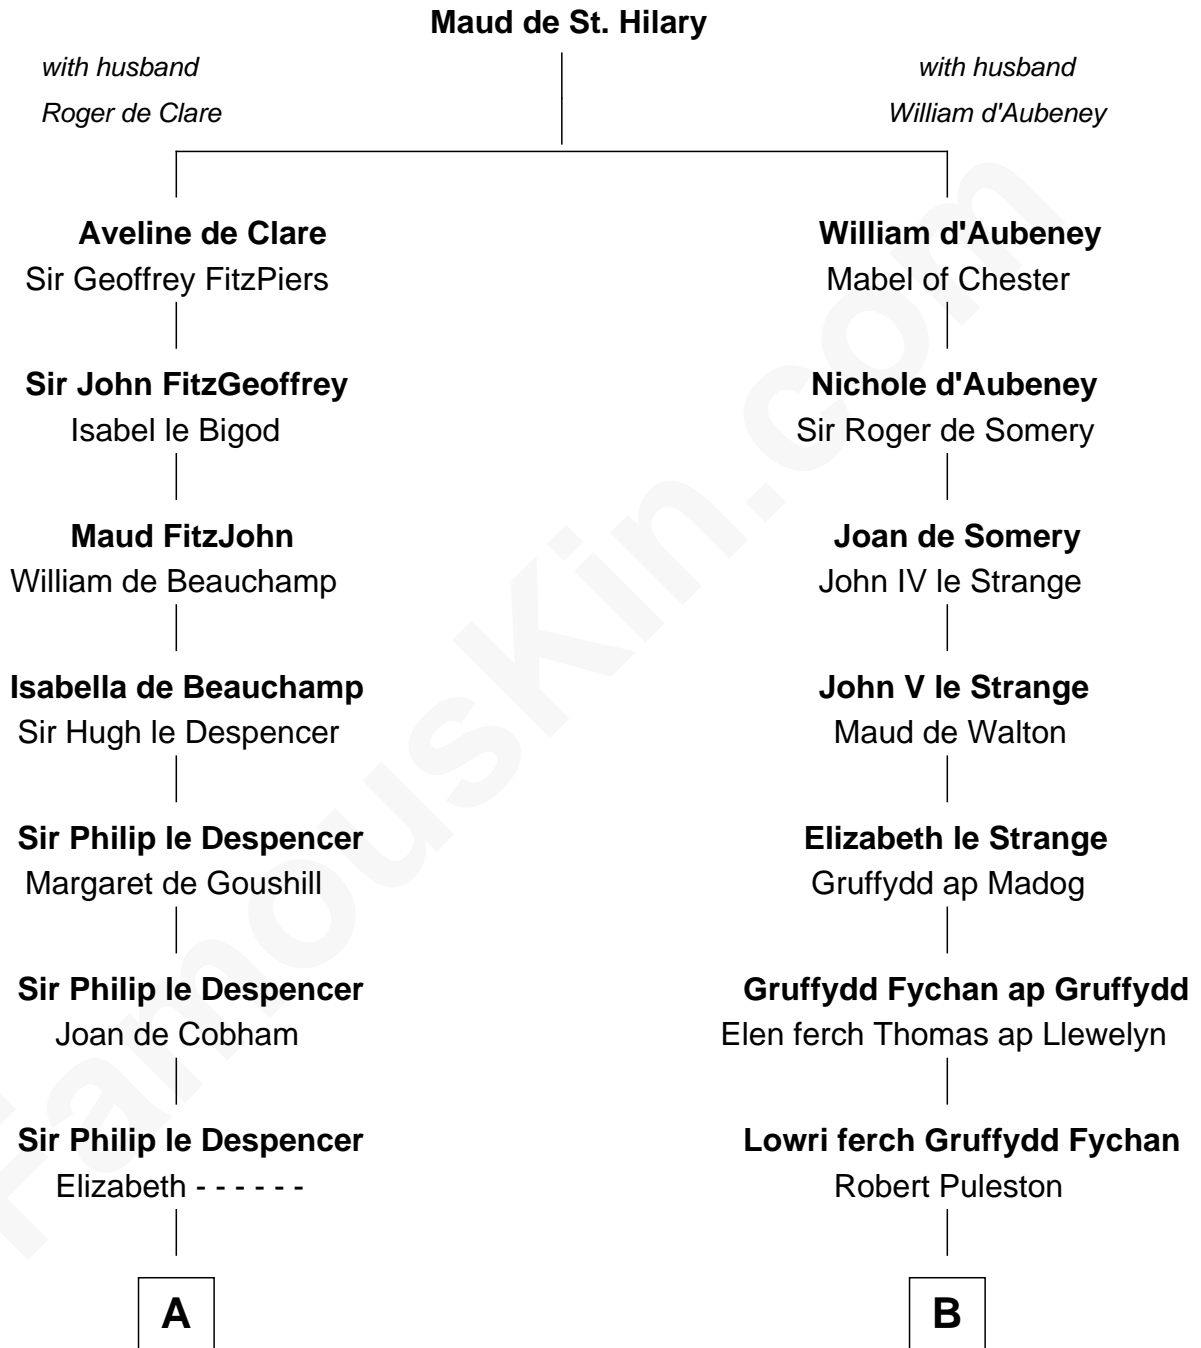 Maud de St. Hilary
with husband
Roger de Clare
with husband
William d'Aubeney
Aveline de Clare
Sir Geoffrey FitzPiers
William d'Aubeney
Mabel of Chester
Sir John FitzGeoffrey
Isabel le Bigod
Nichole d'Aubeney
Sir Roger de Somery
Maud FitzJohn
William de Beauchamp
Joan de Somery
John IV le Strange
Isabella de Beauchamp
Sir Hugh le Despencer
John V le Strange
Maud de Walton
Sir Philip le Despencer
Margaret de Goushill
Elizabeth le Strange
Gruffydd ap Madog
Sir Philip le Despencer
Joan de Cobham
Gruffydd Fychan ap Gruffydd
Elen ferch Thomas ap Llewelyn
Sir Philip le Despencer
Elizabeth - - - - - -
Lowri ferch Gruffydd Fychan
Robert Puleston
A
B
FamousKin.com